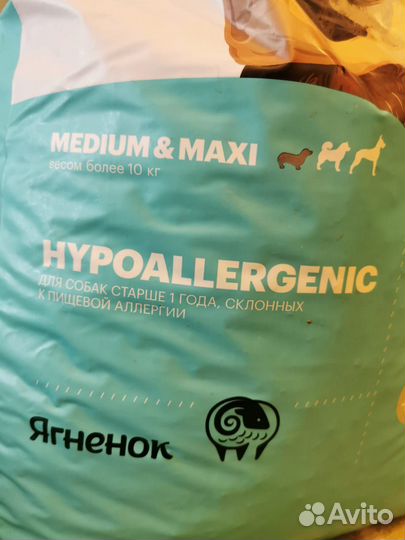 MEDIUM & MAXI
весом более 10 кг
HYPOALLERGENIC
ДЛЯ СОБАК СТАРШЕ 1 ГОДА, СКЛОННЫХ
К ПИЩЕВОЙ АЛЛЕРГИИ
Ягненок
Avito